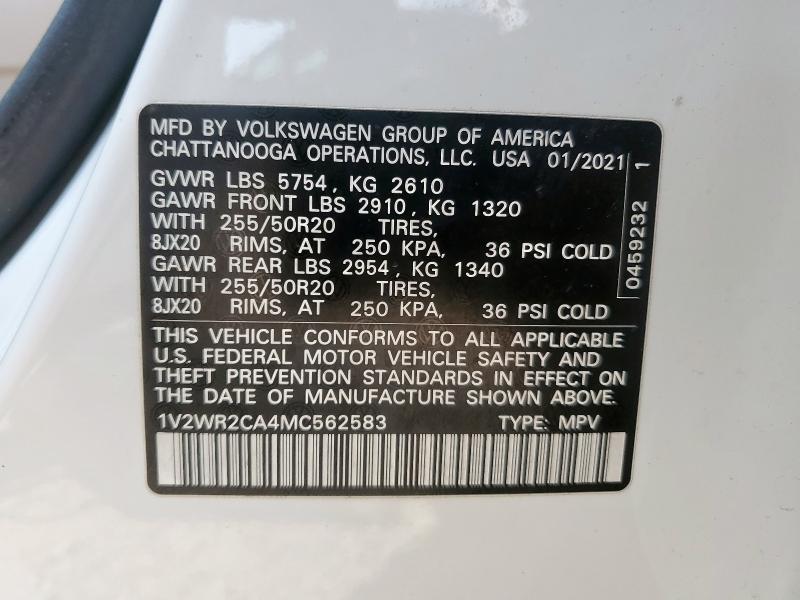 MFD BY VOLKSWAGEN GROUP OF AMERICA
CHATTANOOGA OPERATIONS, LLC. USA 01/2021
GVWR LBS 5754, KG 2610
GAWR FRONT LBS 2910, KG 1320
WITH 255/50R20 TIRES,
8JX20 RIMS, AT 250 KPA, 36 PSI COLD
GAWR REAR LBS 2954, KG 1340
WITH 255/50R20 TIRES,
8JX20 RIMS, AT 250 KPA, 36 PSI COLD
0459232 1
THIS VEHICLE CONFORMS TO ALL APPLICABLE
U.S. FEDERAL MOTOR VEHICLE SAFETY AND
THEFT PREVENTION STANDARDS IN EFFECT ON
THE DATE OF MANUFACTURE SHOWN ABOVE.
1V2WR2CA4MC562583 TYPE: MPV